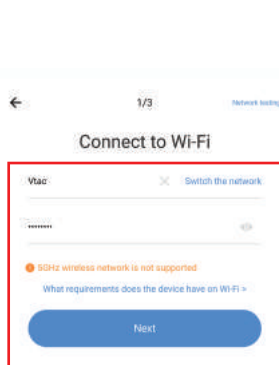 1/3
Network testing
Connect to Wi-Fi
Vtac
Switch the network
5GHz wireless network is not supported
What requirements does the device have on Wi-Fi >
Next